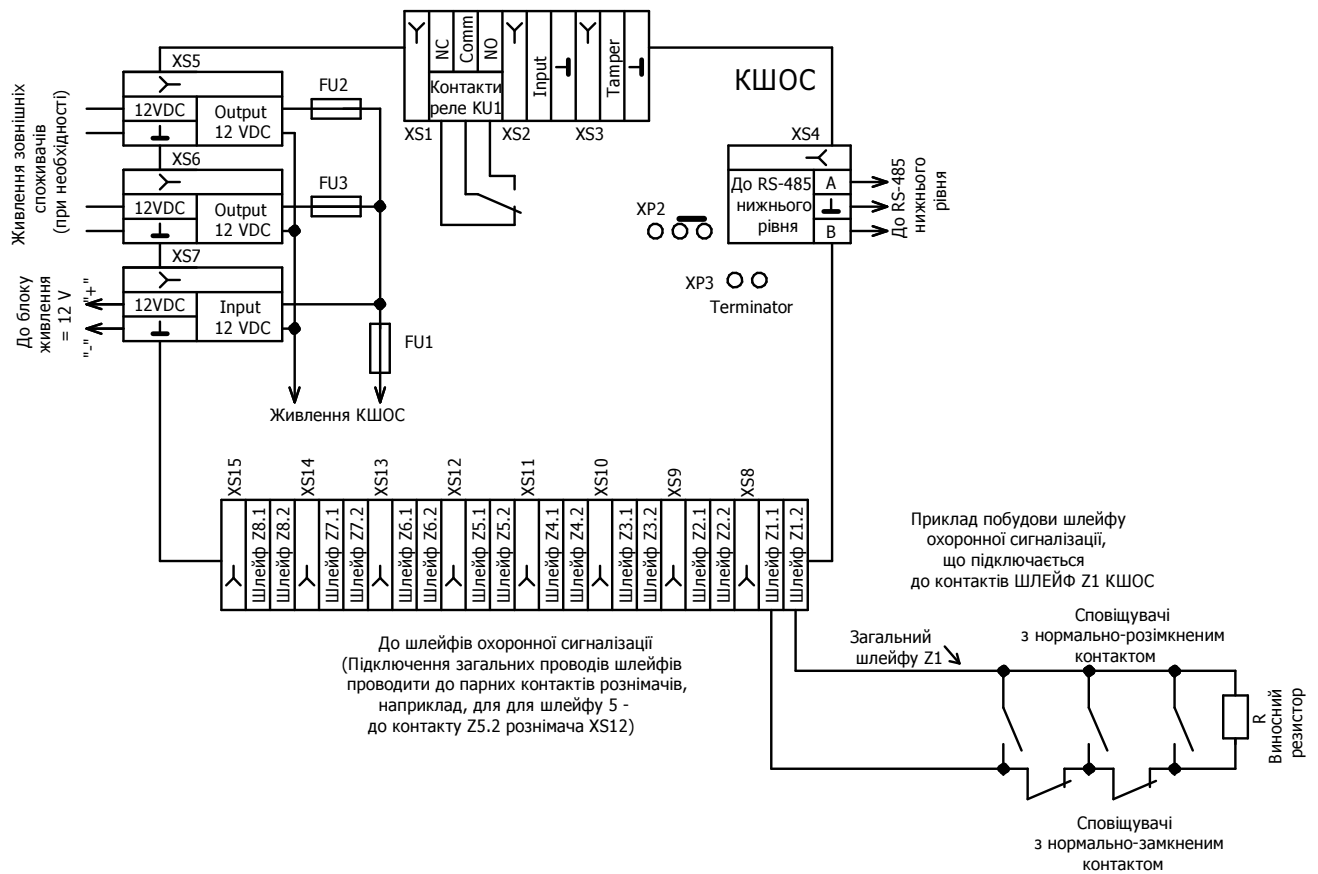 NC
Comm
NO
Input
Tamper
Контакти
реле KU1
XS1
XS2
XS3
КШОС
Живлення зовнішніх
споживачів
(при необхідності)
XS5
12VDC
Output
12 VDC
FU2
XS6
12VDC
Output
12 VDC
FU3
XS7
До блоку
живлення
= 12 V
"+"
"-"
12VDC
Input
12 VDC
FU1
Живлення КШОС
XS4
До RS-485
нижнього
рівня
A
B
До RS-485
нижнього
рівня
XP2
XP3
Terminator
XS15
XS14
XS13
XS12
XS11
XS10
XS9
XS8
Шлейф Z8.1
Шлейф Z8.2
Шлейф Z7.1
Шлейф Z7.2
Шлейф Z6.1
Шлейф Z6.2
Шлейф Z5.1
Шлейф Z5.2
Шлейф Z4.1
Шлейф Z4.2
Шлейф Z3.1
Шлейф Z3.2
Шлейф Z2.1
Шлейф Z2.2
Шлейф Z1.1
Шлейф Z1.2
До шлейфів охоронної сигналізації
(Підключення загальних проводів шлейфів
проводити до парних контактів рознімачів,
наприклад, для для шлейфу 5 -
до контакту Z5.2 рознімача XS12)
Приклад побудови шлейфу
охоронної сигналізації,
що підключається
до контактів ШЛЕЙФ Z1 КШОС
Загальний
шлейфу Z1
Сповіщувачі
з нормально-розімкненим
контактом
R
Виносний
резистор
Сповіщувачі
з нормально-замкненим
контактом